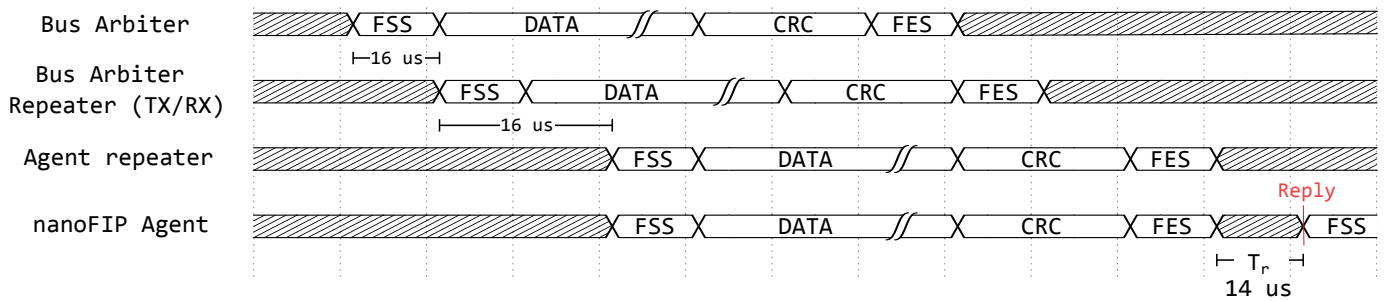 Bus Arbiter FSS DATA CRC FES
16 us
Bus Arbiter
Repeater (TX/RX) FSS DATA CRC FES
16 us
Agent repeater FSS DATA CRC FES
Reply
nanoFIP Agent FSS DATA CRC FES FSS
Tr
14 us